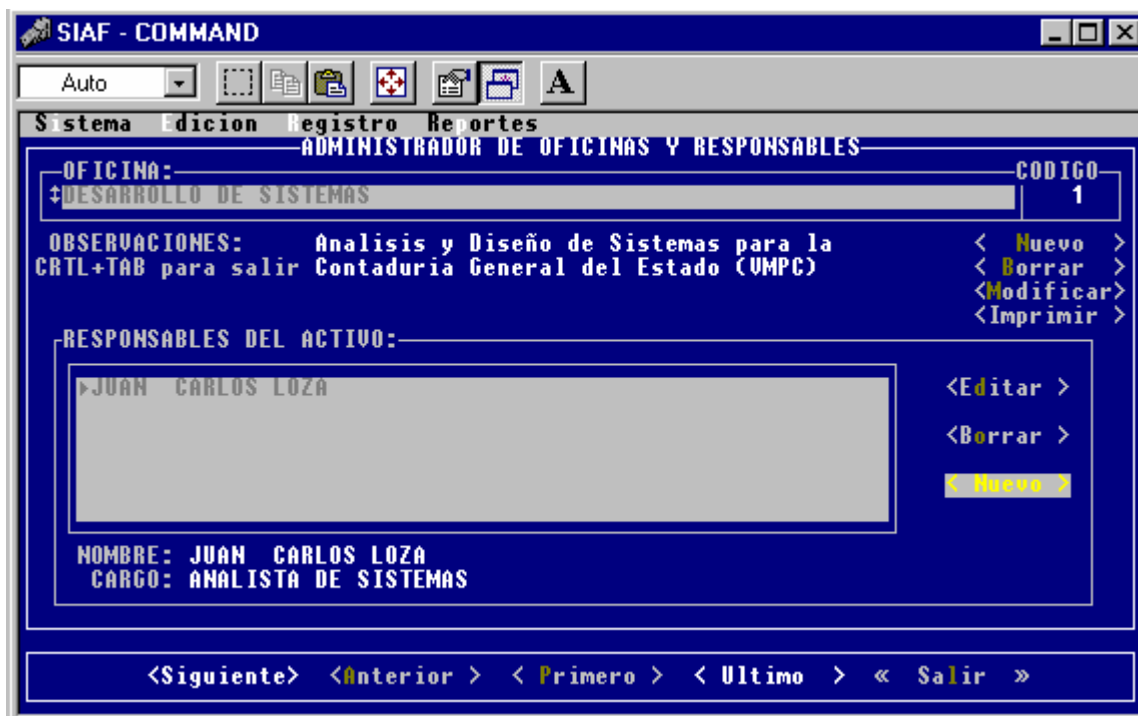 SIAF - COMMAND
Auto
A
Sistema Edicion Registro Reportes
ADMINISTRADOR DE OFICINAS Y RESPONSABLES
OFICINA: CODIGO
DESARROLLO DE SISTEMAS 1
OBSERVACIONES: Analisis y Diseño de Sistemas para la < Nuevo >
CRTL+TAB para salir Contaduria General del Estado (VMPC) < Borrar >
<Modificar>
<Imprimir >
RESPONSABLES DEL ACTIVO:
JUAN CARLOS LOZA <Editar >
<Borrar >
< Nuevo >
NOMBRE: JUAN CARLOS LOZA
CARGO: ANALISTA DE SISTEMAS
<Siguiente> <Anterior > < Primero > < Ultimo > « Salir »